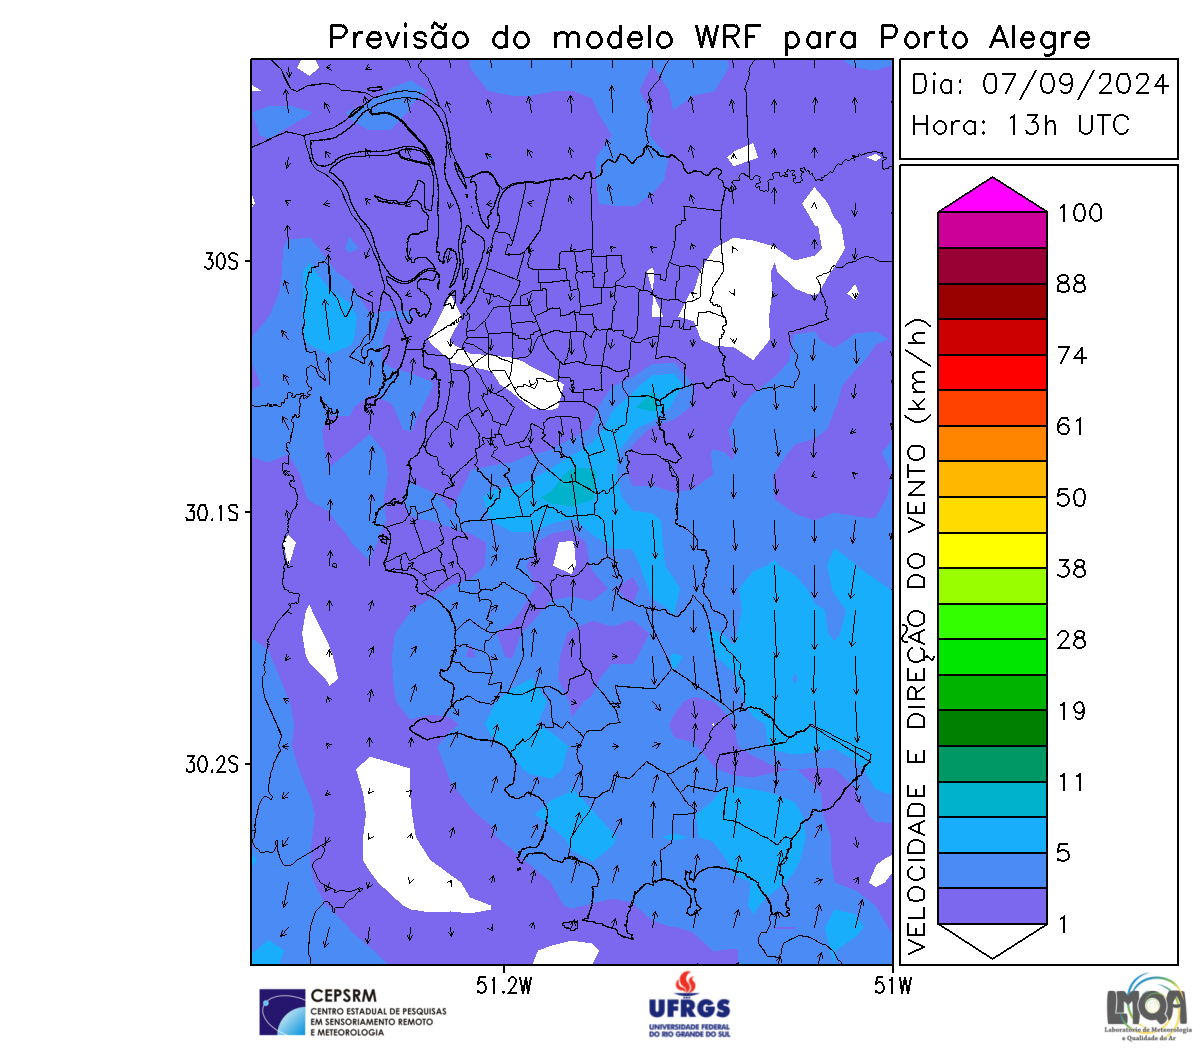 Previsão do modelo WRF para Porto Alegre
Dia: 07/09/2024
Hora: 13h UTC
30S
30.1S
30.2S
51.2W
51W
VELOCIDADE E DIREÇÃO DO VENTO (km/h)
100
88
74
61
50
38
28
19
11
5
1
CEPSRM
CENTRO ESTADUAL DE PESQUISAS
EM SENSORIAMENTO REMOTO
E METEOROLOGIA
UFRGS
UNIVERSIDADE FEDERAL
DO RIO GRANDE DO SUL
LMQA
Laboratório de Meteorologia
e Qualidade do Ar